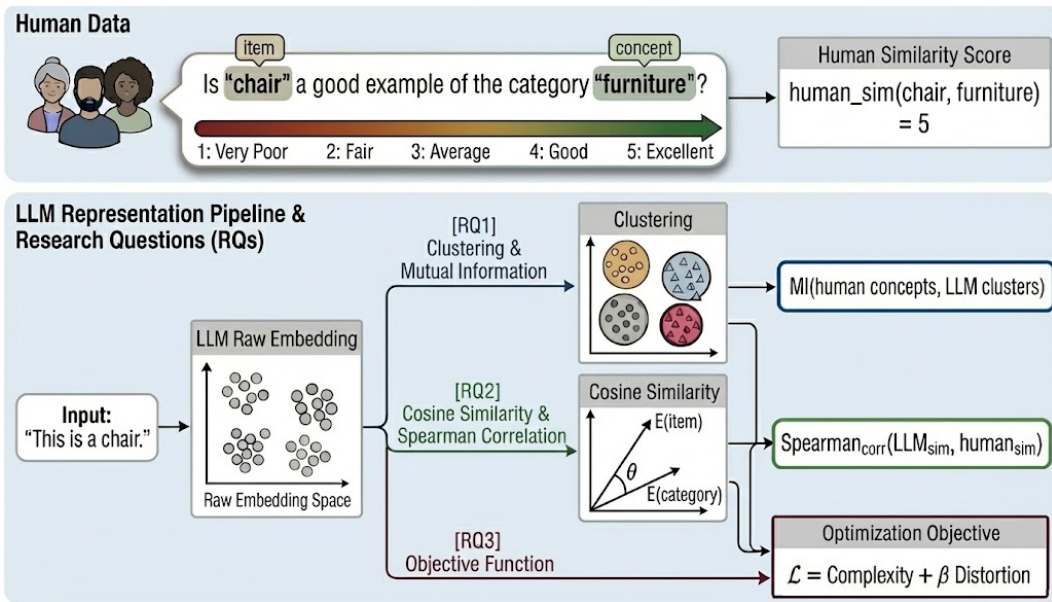 Human Data
item
concept
Is “chair” a good example of the category “furniture”?
1: Very Poor 2: Fair 3: Average 4: Good 5: Excellent
Human Similarity Score
human_sim(chair, furniture)
= 5
LLM Representation Pipeline &
Research Questions (RQs)
Input:
“This is a chair.”
LLM Raw Embedding
Raw Embedding Space
[RQ1]
Clustering &
Mutual Information
Clustering
MI(human concepts, LLM clusters)
[RQ2]
Cosine Similarity &
Spearman Correlation
Cosine Similarity
E(item)
θ
E(category)
Spearmancorr(LLMsim, humansim)
[RQ3]
Objective Function
Optimization Objective
ℒ = Complexity + β Distortion